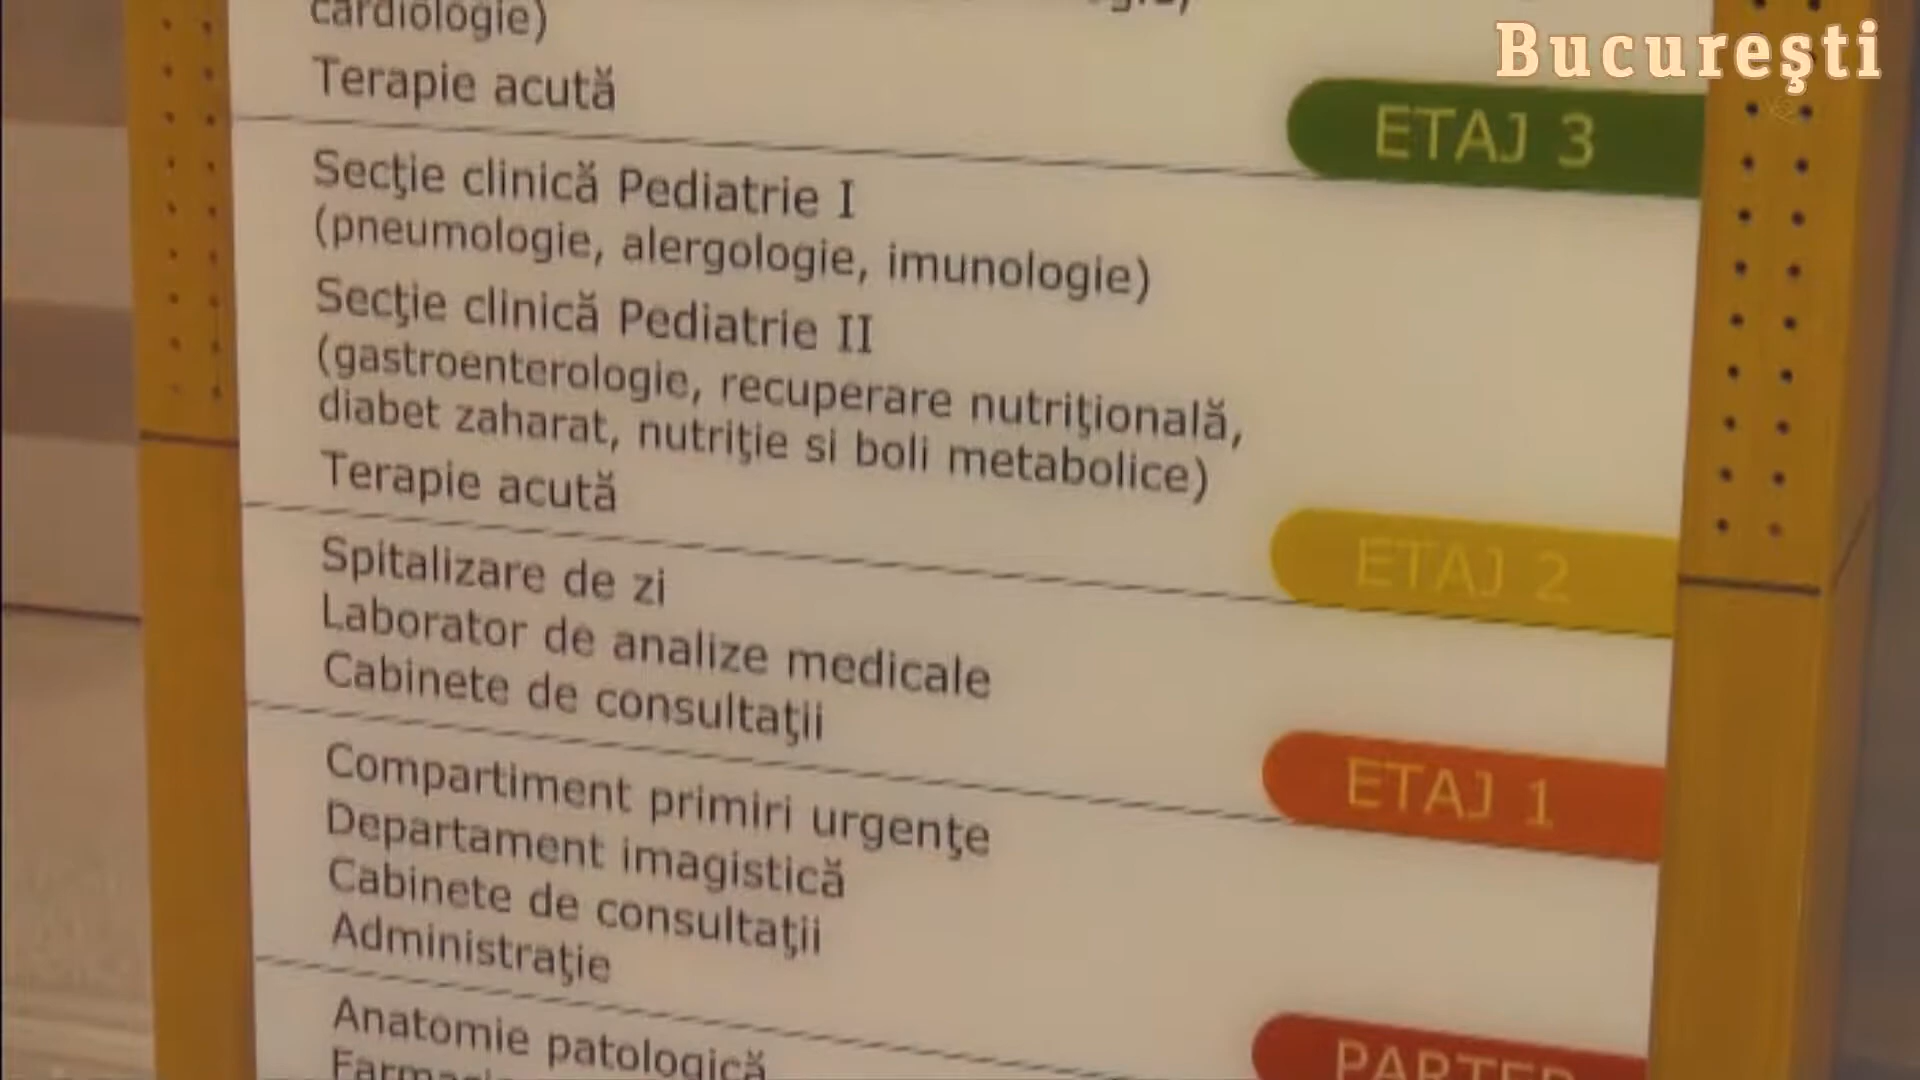 Bucureşti
cardiologie)
Terapie acută
ETAJ 3
Secţie clinică Pediatrie I
(pneumologie, alergologie, imunologie)
Secţie clinică Pediatrie II
(gastroenterologie, recuperare nutriţională,
diabet zaharat, nutriţie si boli metabolice)
Terapie acută
ETAJ 2
Spitalizare de zi
Laborator de analize medicale
Cabinete de consultaţii
ETAJ 1
Compartiment primiri urgenţe
Departament imagistică
Cabinete de consultaţii
Administraţie
PARTER
Anatomie patologică